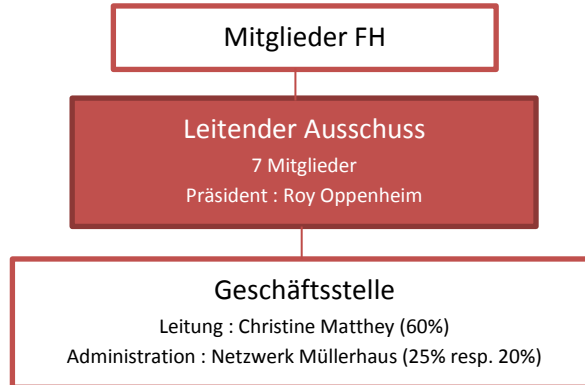 Mitglieder FH
Leitender Ausschuss
7 Mitglieder
Präsident : Roy Oppenheim
Geschäftsstelle
Leitung : Christine Matthey (60%)
Administration : Netzwerk Müllerhaus (25% resp. 20%)